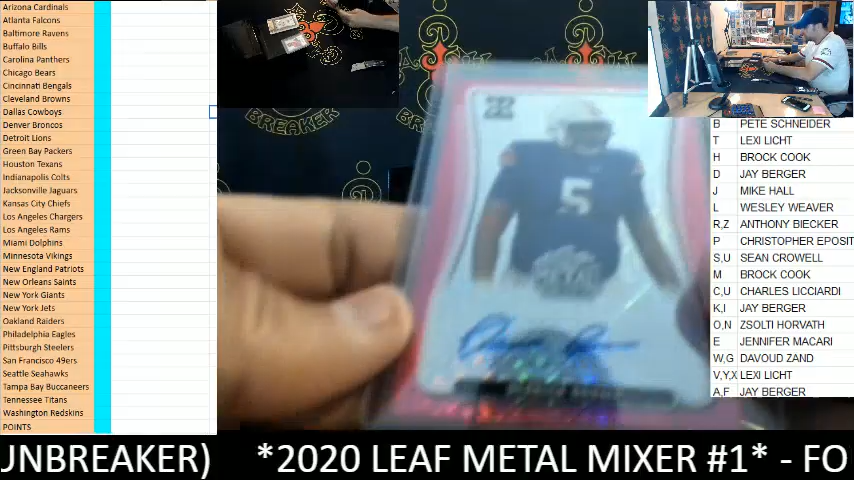 Arizona Cardinals
Atlanta Falcons
Baltimore Ravens
Buffalo Bills
Carolina Panthers
Chicago Bears
Cincinnati Bengals
Cleveland Browns
Dallas Cowboys
Denver Broncos
Detroit Lions
Green Bay Packers
Houston Texans
Indianapolis Colts
Jacksonville Jaguars
Kansas City Chiefs
Los Angeles Chargers
Los Angeles Rams
Miami Dolphins
Minnesota Vikings
New England Patriots
New Orleans Saints
New York Giants
New York Jets
Oakland Raiders
Philadelphia Eagles
Pittsburgh Steelers
San Francisco 49ers
Seattle Seahawks
Tampa Bay Buccaneers
Tennessee Titans
Washington Redskins
POINTS
BREAKER
5
B PETE SCHNEIDER
T LEXI LICHT
H BROCK COOK
D JAY BERGER
J MIKE HALL
L WESLEY WEAVER
R,Z ANTHONY BIECKER
P CHRISTOPHER EPOSIT
S,U SEAN CROWELL
M BROCK COOK
C,U CHARLES LICCIARDI
K,I JAY BERGER
O,N ZSOLTI HORVATH
E JENNIFER MACARI
W,G DAVOUD ZAND
V,Y,X LEXI LICHT
A,F JAY BERGER
UNBREAKER) *2020 LEAF METAL MIXER #1* - FO